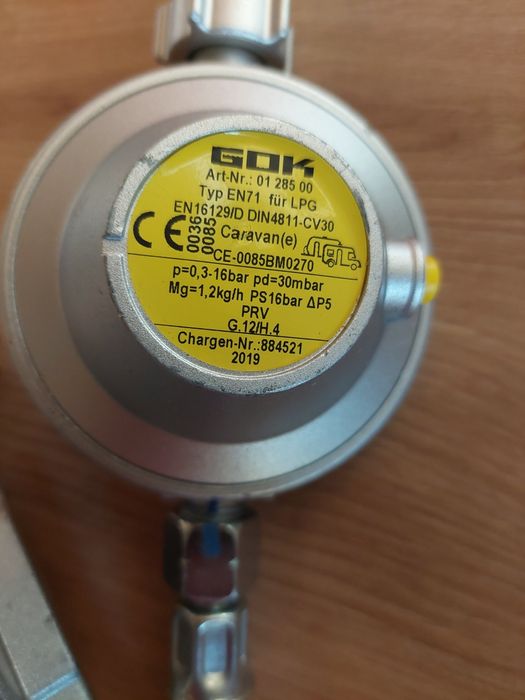 GOK
Art-Nr.: 01 285 00
Typ EN71 für LPG
EN16129/D DIN4811-CV30
CE 0036 0085 Caravan(e)
CE-0085BM0270
p=0,3-16bar pd=30mbar
Mg=1,2kg/h PS16bar ΔP5
PRV
G.12/H.4
Chargen-Nr.:884521
2019